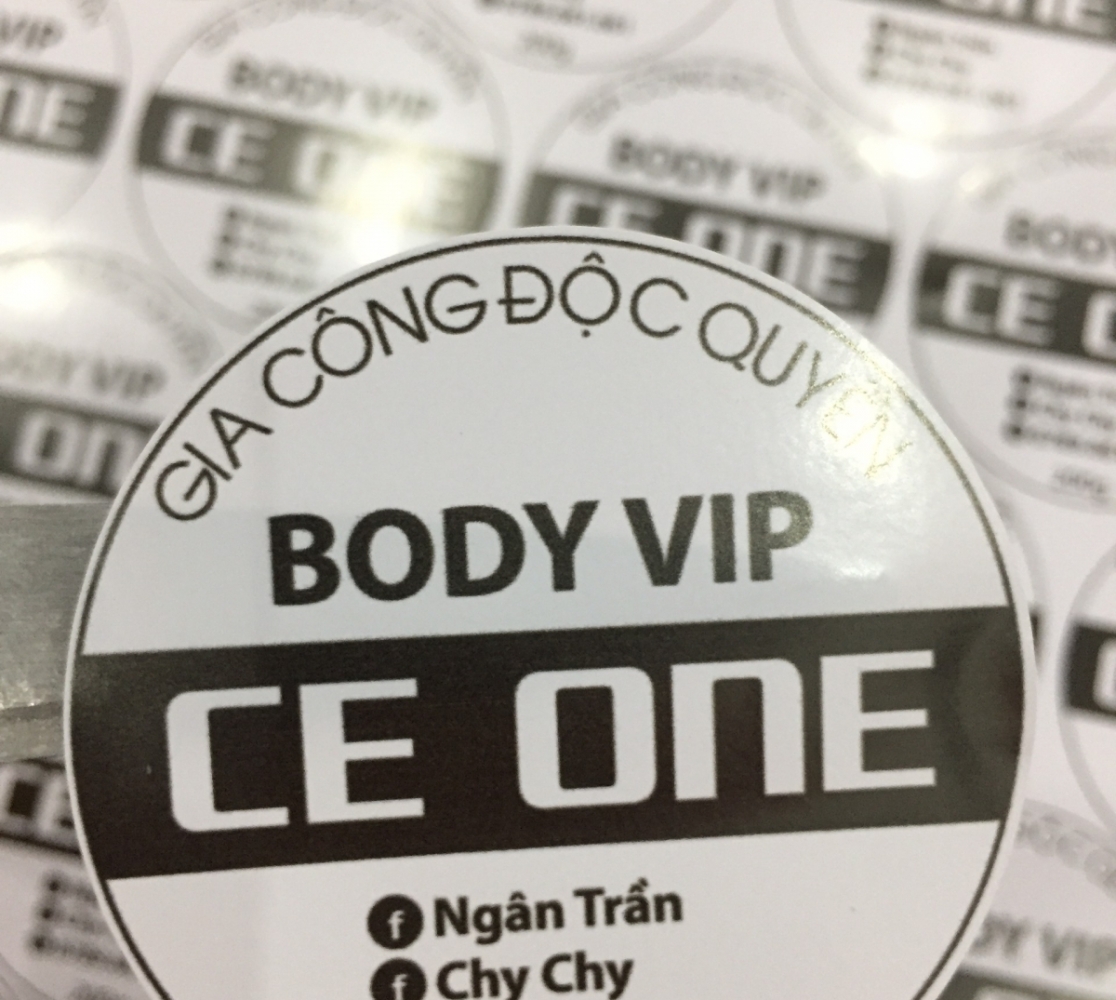 GIA CÔNG ĐỘC QUYỀN
BODY VIP
CE ONE
Ngân Trần
Chy Chy